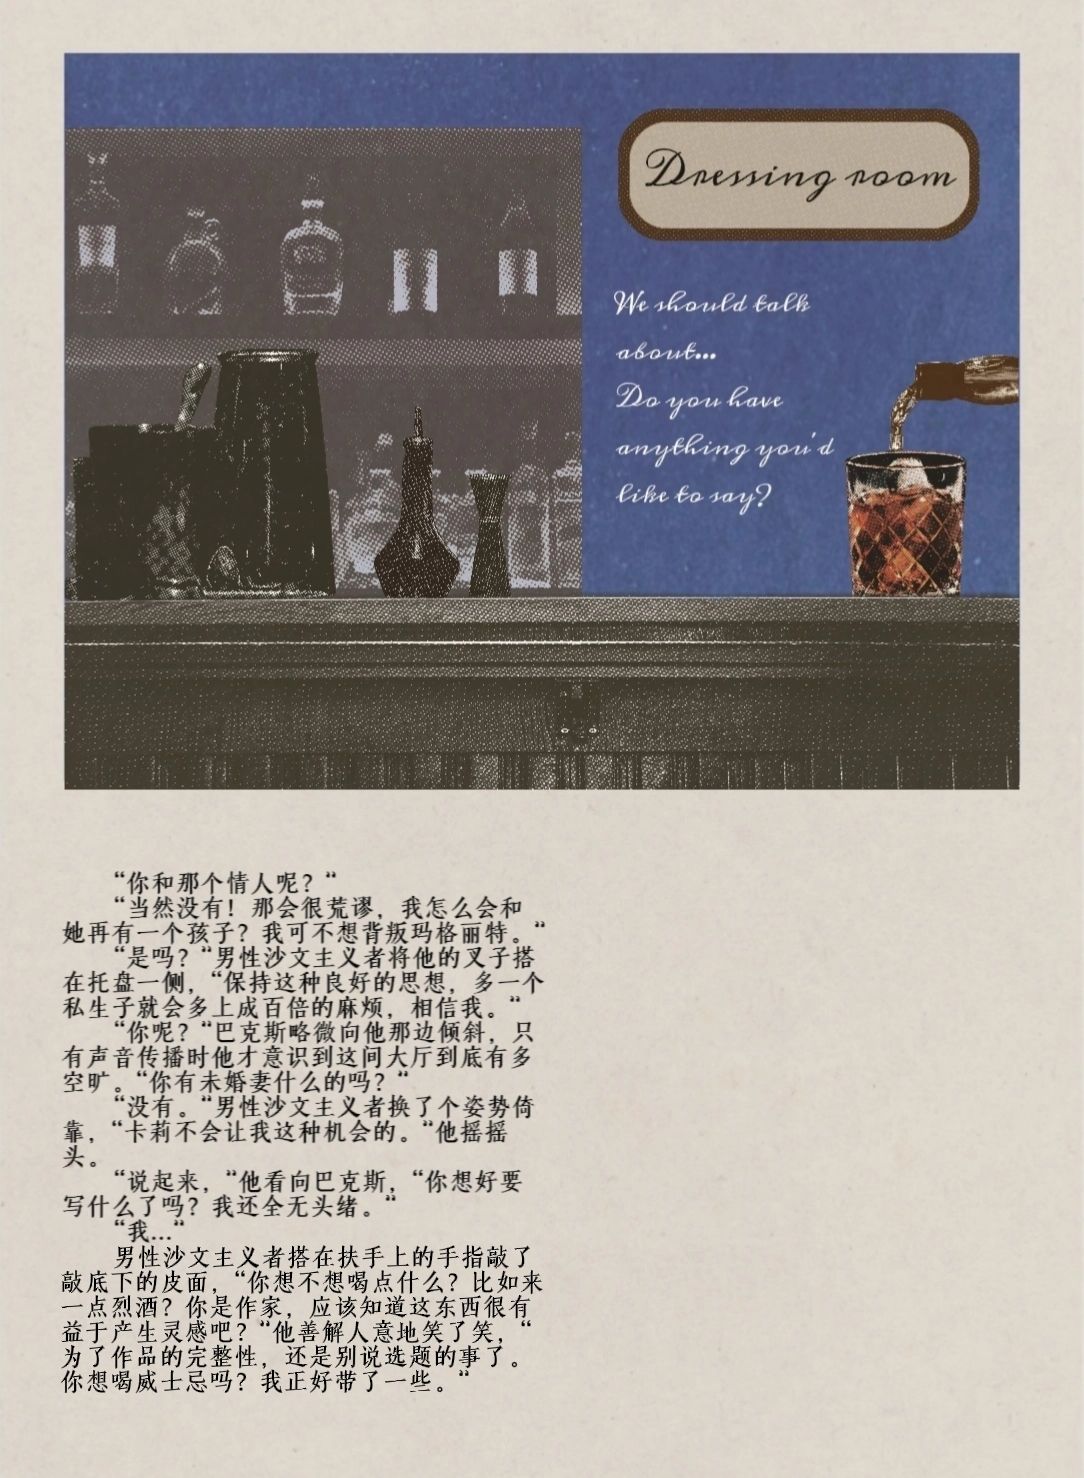 Dressing room
We should talk
about...
Do you have
anything you'd
like to say?
“你和那个情人呢？“
“当然没有！那会很荒谬，我怎么会和
她再有一个孩子？我可不想背叛玛格丽特。“
“是吗？“男性沙文主义者将他的叉子搭
在托盘一侧，“保持这种良好的思想，多一个
私生子就会多上成百倍的麻烦，相信我。“
“你呢？“巴克斯略微向他那边倾斜，只
有声音传播时他才意识到这间大厅到底有多
空旷。“你有未婚妻什么的吗？“
“没有。“男性沙文主义者换了个姿势倚
靠，“卡莉不会让我这种机会的。“他摇摇
头。
“说起来，“他看向巴克斯，“你想好要
写什么了吗？我还全无头绪。“
“我...“
男性沙文主义者搭在扶手上的手指敲了
敲底下的皮面，“你想不想喝点什么？比如来
一点烈酒？你是作家，应该知道这东西很有
益于产生灵感吧？“他善解人意地笑了笑，“
为了作品的完整性，还是别说选题的事了。
你想喝威士忌吗？我正好带了一些。“